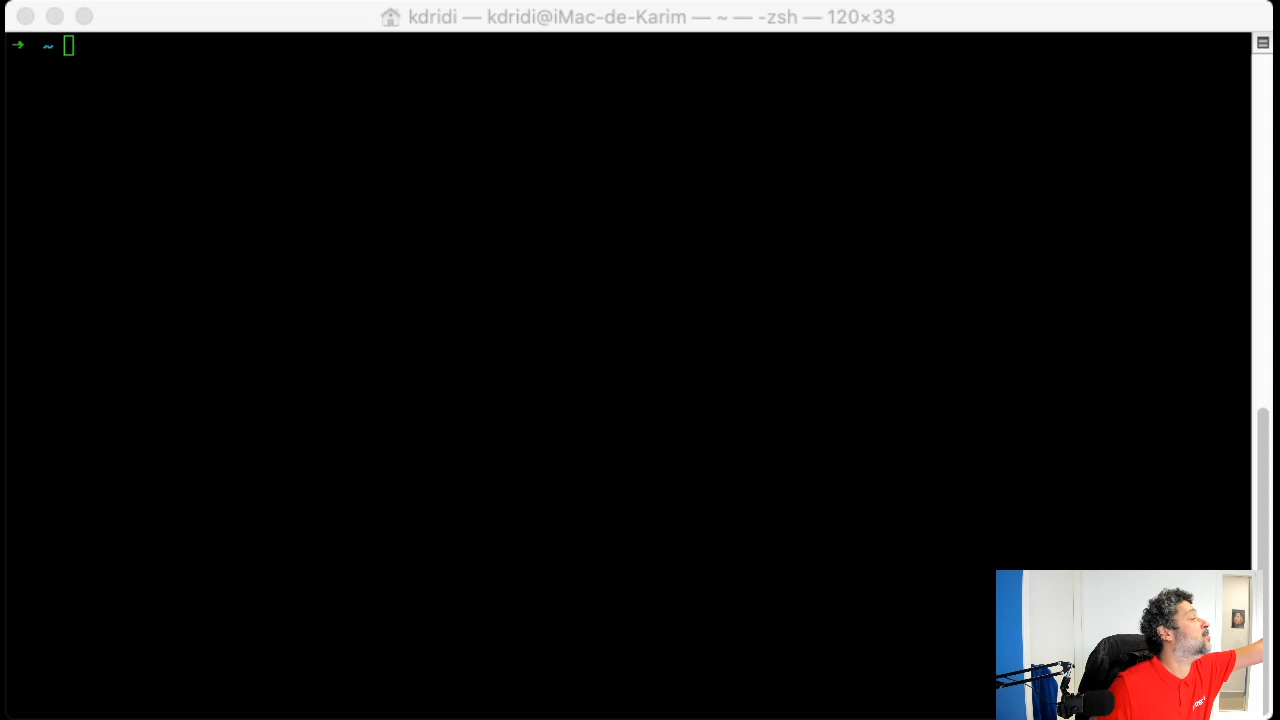 kdridi — kdridi@iMac-de-Karim — ~ — -zsh — 120×33
➜ ~